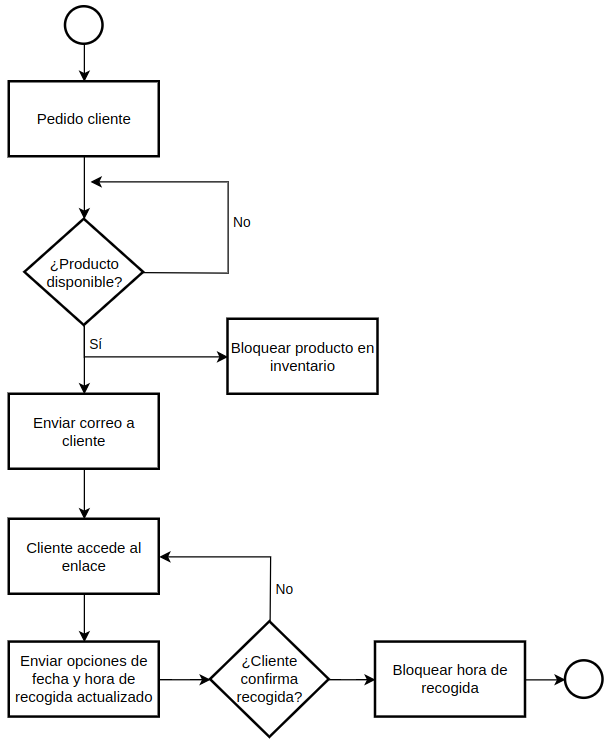 Pedido cliente
No
¿Producto
disponible?
Sí
Bloquear producto en
inventario
Enviar correo a
cliente
Cliente accede al
enlace
No
Enviar opciones de
fecha y hora de
recogida actualizado
¿Cliente
confirma
recogida?
Bloquear hora de
recogida